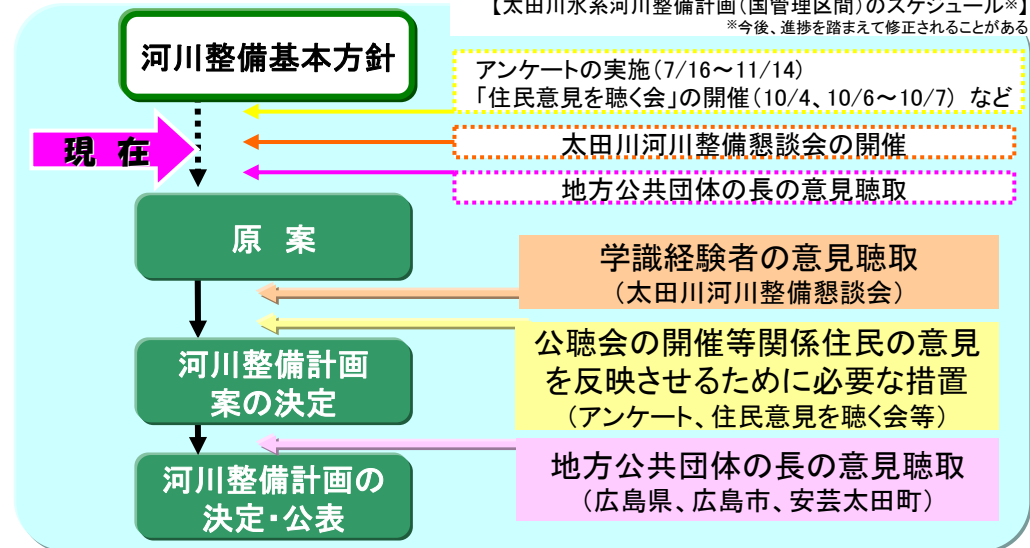 【太田川水系河川整備計画(国管理区間)のスケジュール※】
※今後、進捗を踏まえて修正されることがある
河川整備基本方針
アンケートの実施(7/16～11/14)
「住民意見を聴く会」の開催(10/4、10/6～10/7) など
現 在
太田川河川整備懇談会の開催
地方公共団体の長の意見聴取
原 案
学識経験者の意見聴取
(太田川河川整備懇談会)
公聴会の開催等関係住民の意見
を反映させるために必要な措置
(アンケート、住民意見を聴く会等)
河川整備計画
案の決定
地方公共団体の長の意見聴取
(広島県、広島市、安芸太田町)
河川整備計画の
決定・公表